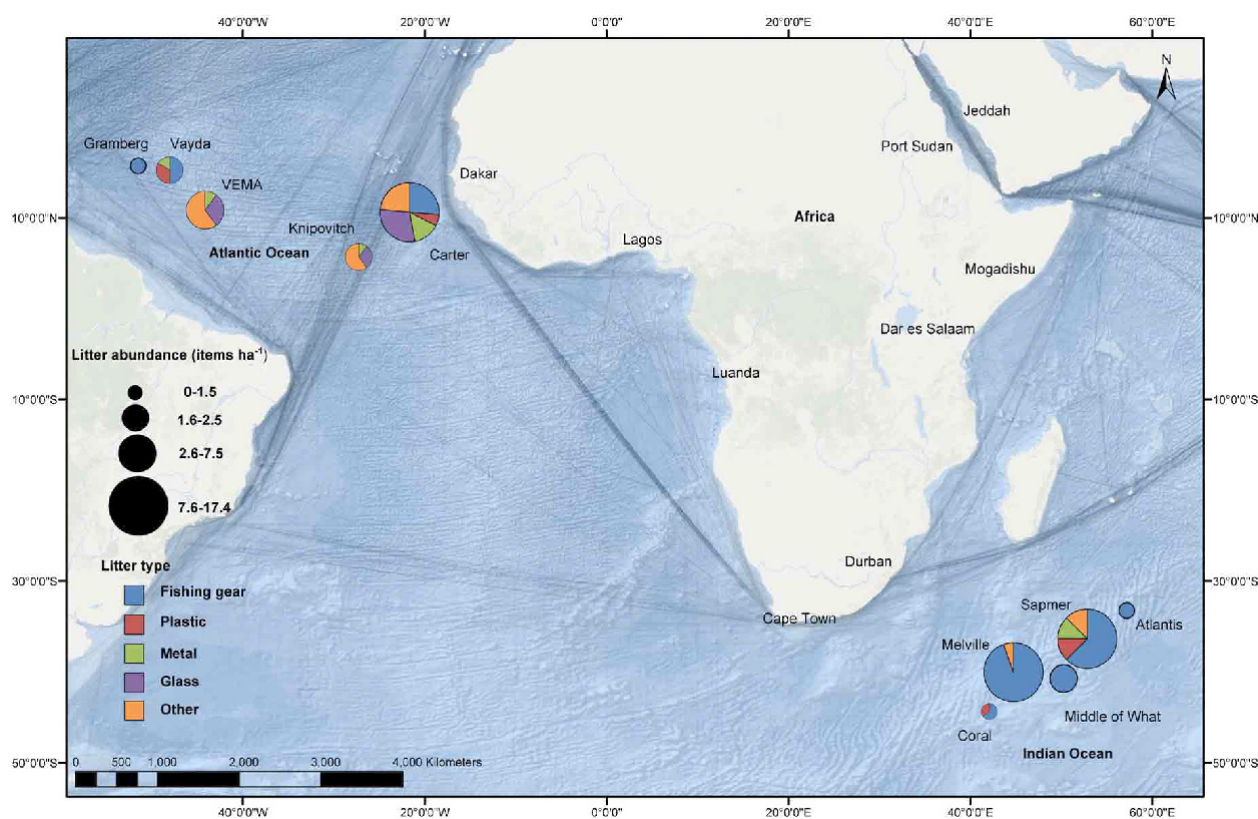 40°0'0"W 20°0'0"W 0°0'0" 20°0'0"E 40°0'0"E 60°0'0"E
N
Jeddah
Gramberg Vayda
Port Sudan
Dakar
VEMA
10°0'0"N Africa 10°0'0"N
Knipovitch
Lagos
Atlantic Ocean Carter
Mogadishu
Dar es Salaam
Litter abundance (items ha⁻¹)
Luanda
0-1.5
10°0'0"S 10°0'0"S
1.6-2.5
2.6-7.5
7.6-17.4
Litter type
Durban
30°0'0"S 30°0'0"S
Fishing gear
Sapmer
Plastic
Cape Town
Atlantis
Melville
Metal
Glass
Other
Middle of What
Coral
Indian Ocean
0 500 1,000 2,000 3,000 4,000 Kilometers
50°0'0"S 50°0'0"S
40°0'0"W 20°0'0"W 0°0'0" 20°0'0"E 40°0'0"E 60°0'0"E